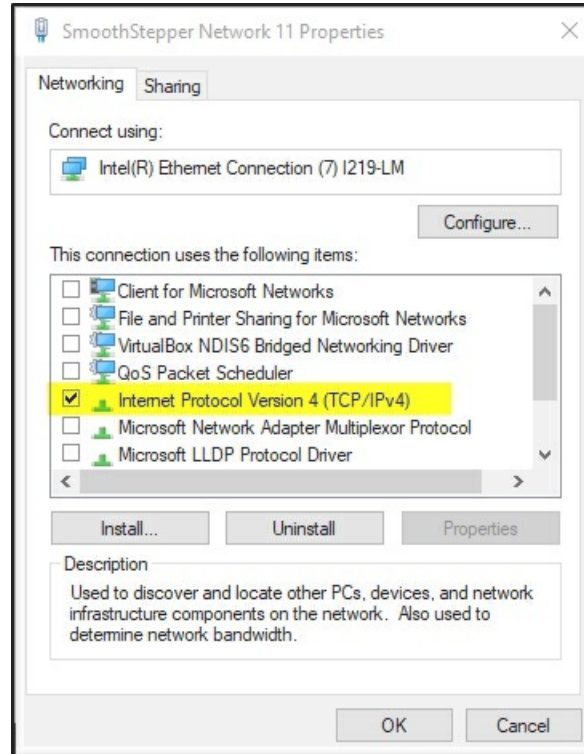 SmoothStepper Network 11 Properties
Networking
Sharing
Connect using:
Intel(R) Ethernet Connection (7) I219-LM
Configure...
This connection uses the following items:
Client for Microsoft Networks
File and Printer Sharing for Microsoft Networks
VirtualBox NDIS6 Bridged Networking Driver
QoS Packet Scheduler
Internet Protocol Version 4 (TCP/IPv4)
Microsoft Network Adapter Multiplexor Protocol
Microsoft LLDP Protocol Driver
Install...
Uninstall
Properties
Description
Used to discover and locate other PCs, devices, and network
infrastructure components on the network. Also used to
determine network bandwidth.
OK
Cancel